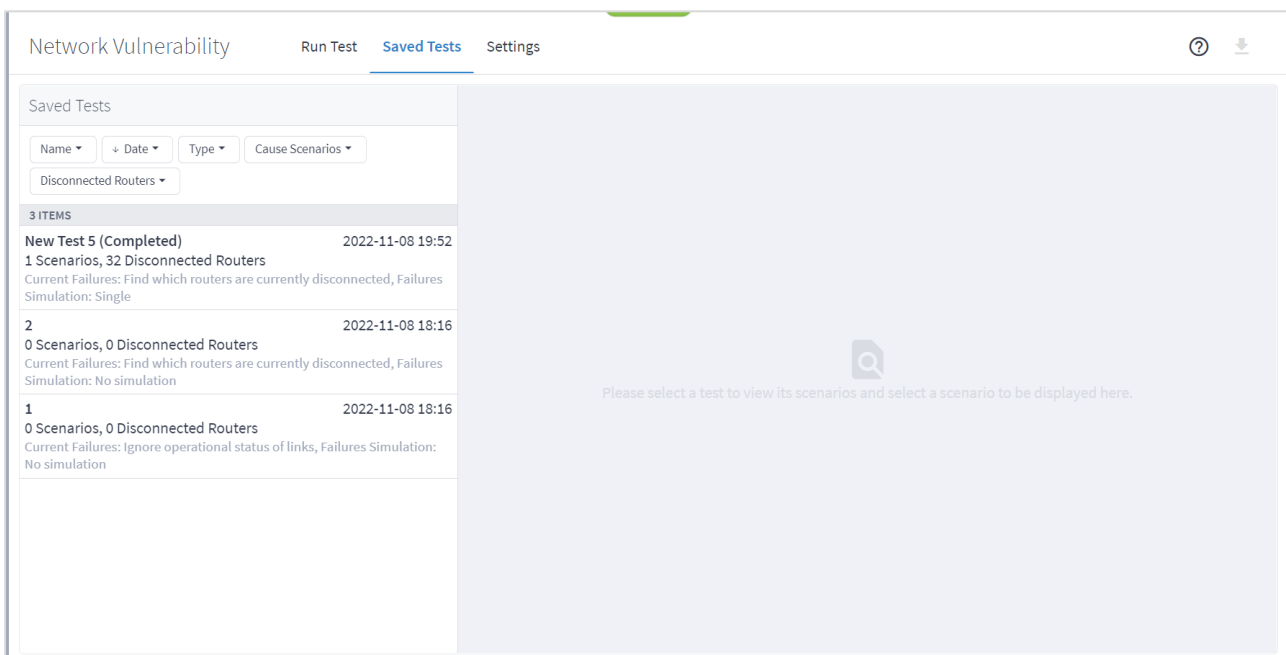 Network Vulnerability Run Test Saved Tests Settings
Saved Tests
Name Date Type Cause Scenarios
Disconnected Routers
3 ITEMS
New Test 5 (Completed) 2022-11-08 19:52
1 Scenarios, 32 Disconnected Routers
Current Failures: Find which routers are currently disconnected, Failures
Simulation: Single
2 2022-11-08 18:16
0 Scenarios, 0 Disconnected Routers
Current Failures: Find which routers are currently disconnected, Failures
Simulation: No simulation
1 2022-11-08 18:16
0 Scenarios, 0 Disconnected Routers
Current Failures: Ignore operational status of links, Failures Simulation:
No simulation
Please select a test to view its scenarios and select a scenario to be displayed here.